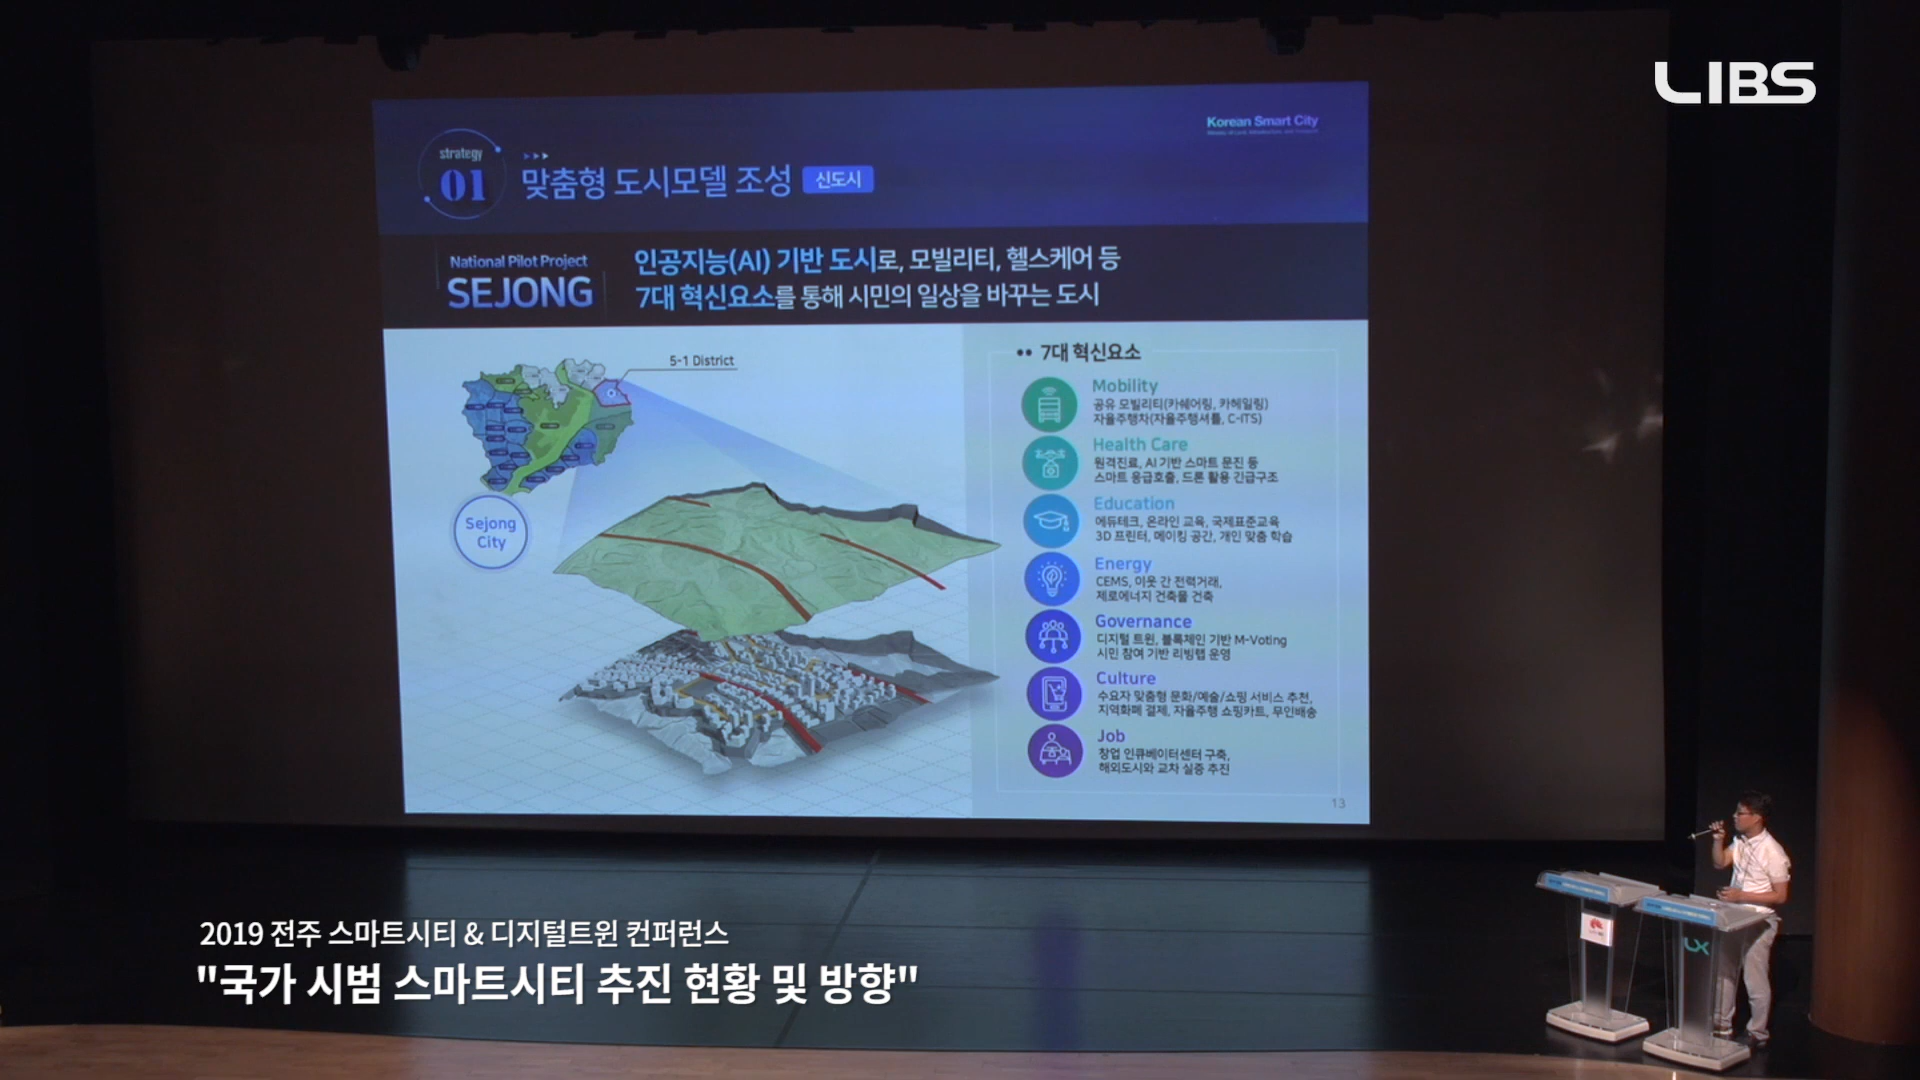 LIBS
Korean Smart City
strategy
01
맞춤형 도시모델 조성 신도시
National Pilot Project
SEJONG
인공지능(AI) 기반 도시로, 모빌리티, 헬스케어 등
7대 혁신요소를 통해 시민의 일상을 바꾸는 도시
5-1 District
Sejong
City
7대 혁신요소
Mobility
공유 모빌리티(카쉐어링, 카헤일링)
자율주행차(자율주행셔틀, C-ITS)
Health Care
원격진료, AI 기반 스마트 문진 등
스마트 응급호출, 드론 활용 긴급구조
Education
에듀테크, 온라인 교육, 국제표준교육
3D 프린터, 메이킹 공간, 개인 맞춤 학습
Energy
CEMS, 이웃 간 전력거래,
제로에너지 건축물 건축
Governance
디지털 트윈, 블록체인 기반 M-Voting
시민 참여 기반 리빙랩 운영
Culture
수요자 맞춤형 문화/예술/쇼핑 서비스 추천,
지역화폐 결제, 자율주행 쇼핑카트, 무인배송
Job
창업 인큐베이터센터 구축,
해외도시와 교차 실증 추진
13
LX
2019 전주 스마트시티 & 디지털트윈 컨퍼런스
"국가 시범 스마트시티 추진 현황 및 방향"